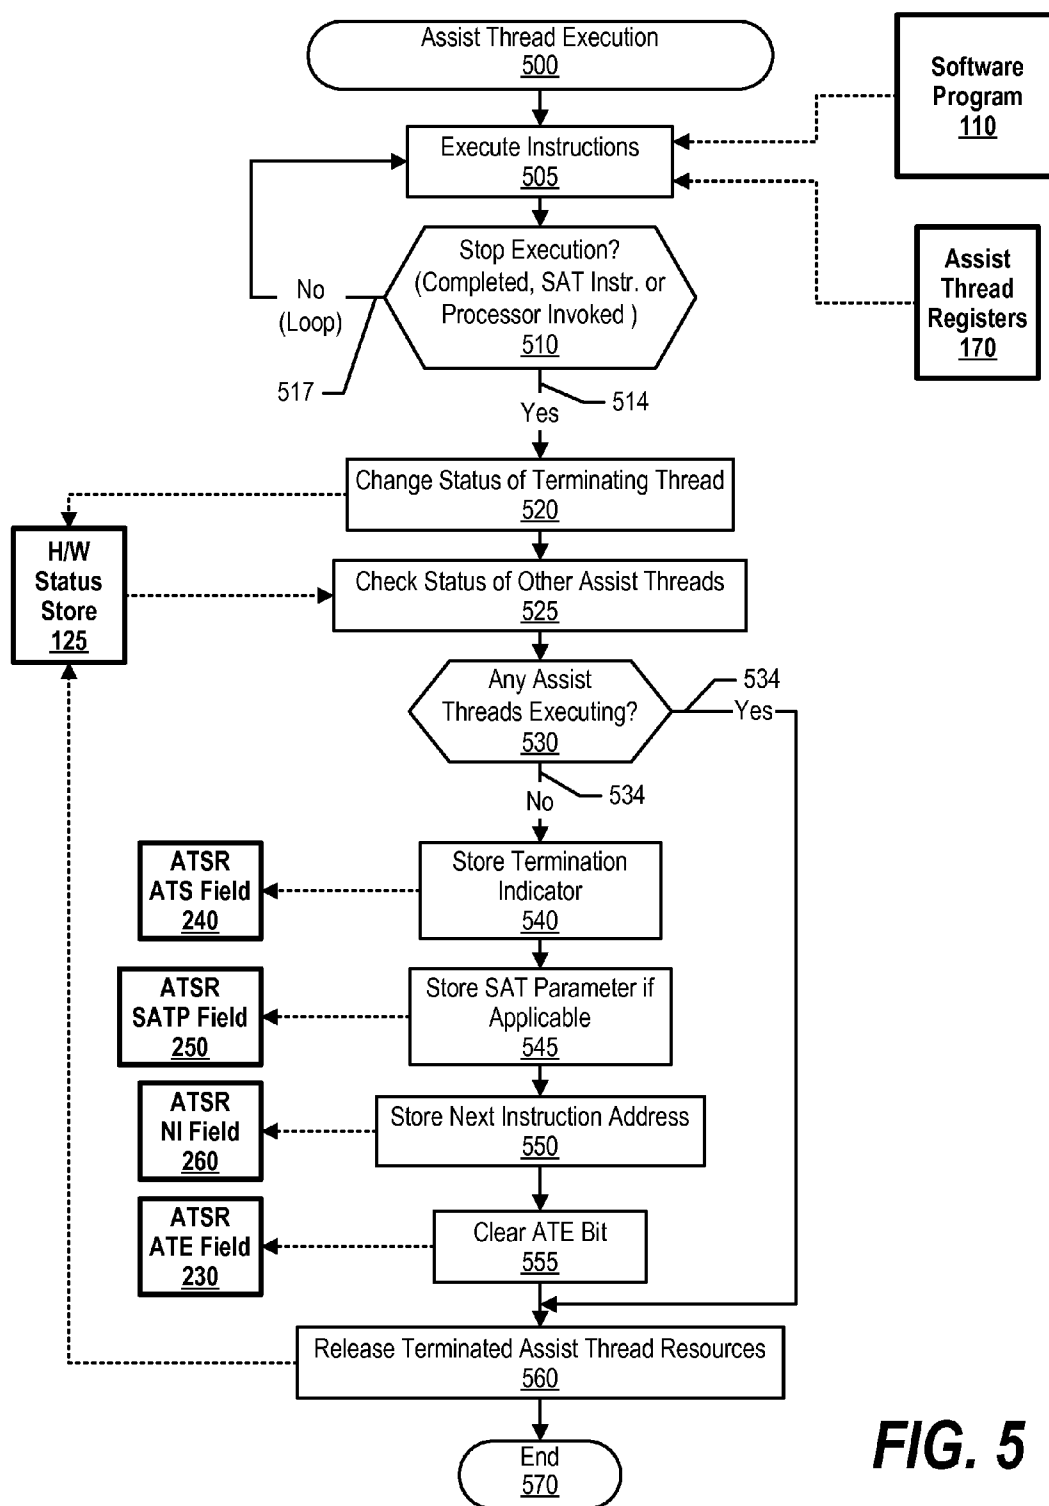 Assist Thread Execution
500
Software
Program
110
Execute Instructions
505
Assist
Thread
Registers
170
Stop Execution?
(Completed, SAT Instr. or
Processor Invoked )
510
No
(Loop)
517
514
Yes
Change Status of Terminating Thread
520
H/W
Status
Store
125
Check Status of Other Assist Threads
525
Any Assist
Threads Executing?
530
534
Yes
534
No
ATSR
ATS Field
240
Store Termination
Indicator
540
ATSR
SATP Field
250
Store SAT Parameter if
Applicable
545
ATSR
NI Field
260
Store Next Instruction Address
550
ATSR
ATE Field
230
Clear ATE Bit
555
Release Terminated Assist Thread Resources
560
End
570
FIG. 5